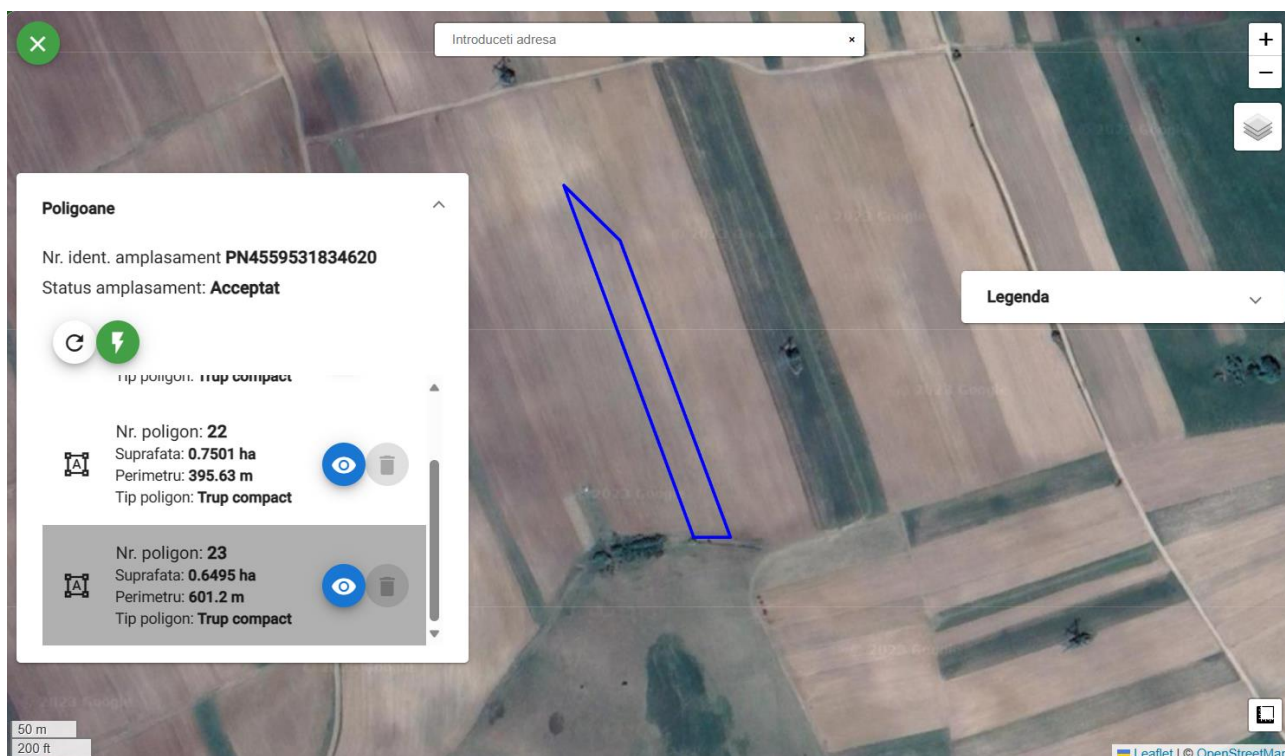 Introduceti adresa ×
+
−
Poligoane
Nr. ident. amplasament PN4559531834620
Status amplasament: Acceptat
Tip poligon: Trup compact
Nr. poligon: 22
Suprafata: 0.7501 ha
Perimetru: 395.63 m
Tip poligon: Trup compact
Nr. poligon: 23
Suprafata: 0.6495 ha
Perimetru: 601.2 m
Tip poligon: Trup compact
Legenda
2023 Google
50 m
200 ft
Leaflet | © OpenStreetMap